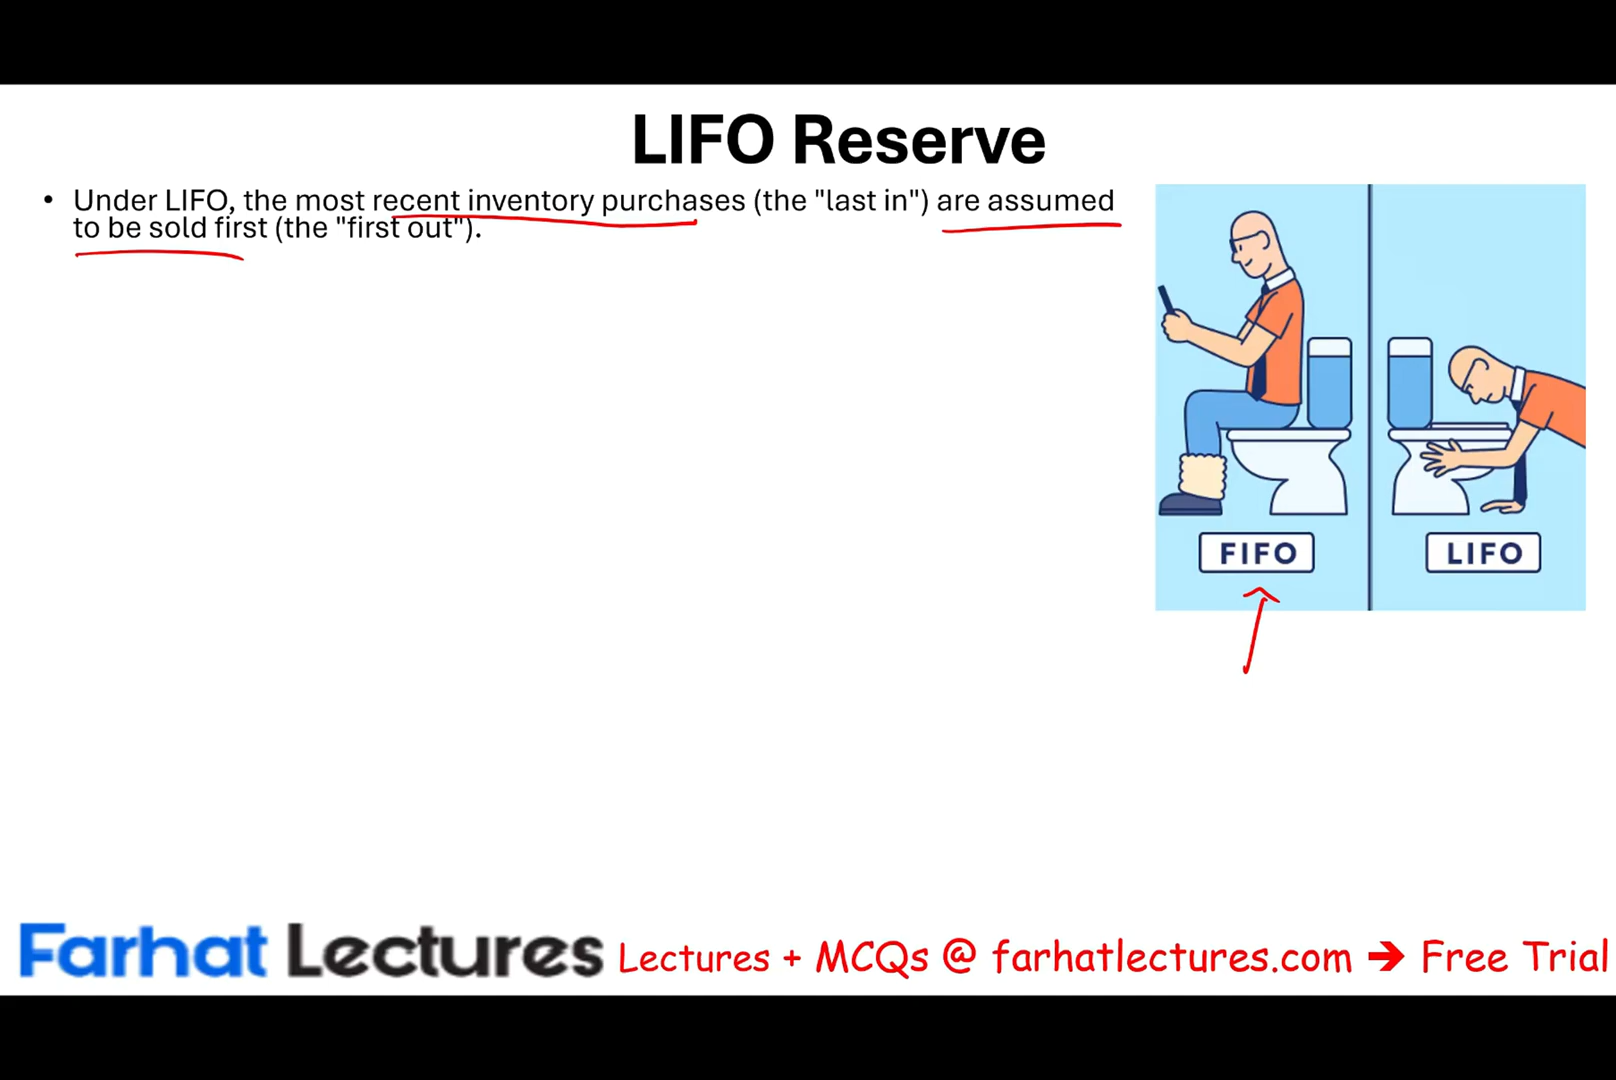 LIFO Reserve
• Under LIFO, the most recent inventory purchases (the "last in") are assumed
to be sold first (the "first out").
FIFO
LIFO
Farhat Lectures Lectures + MCQs @ farhatlectures.com ➔ Free Trial